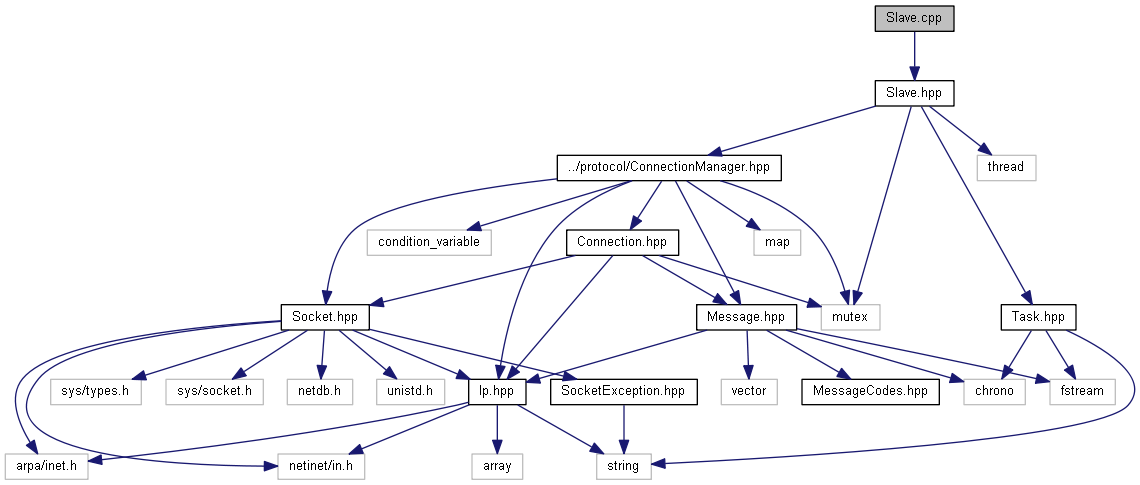 Slave.cpp
Slave.hpp
../protocol/ConnectionManager.hpp
thread
condition_variable
Connection.hpp
map
Socket.hpp
Message.hpp
mutex
Task.hpp
sys/types.h
sys/socket.h
netdb.h
unistd.h
Ip.hpp
SocketException.hpp
vector
MessageCodes.hpp
chrono
fstream
arpa/inet.h
netinet/in.h
array
string